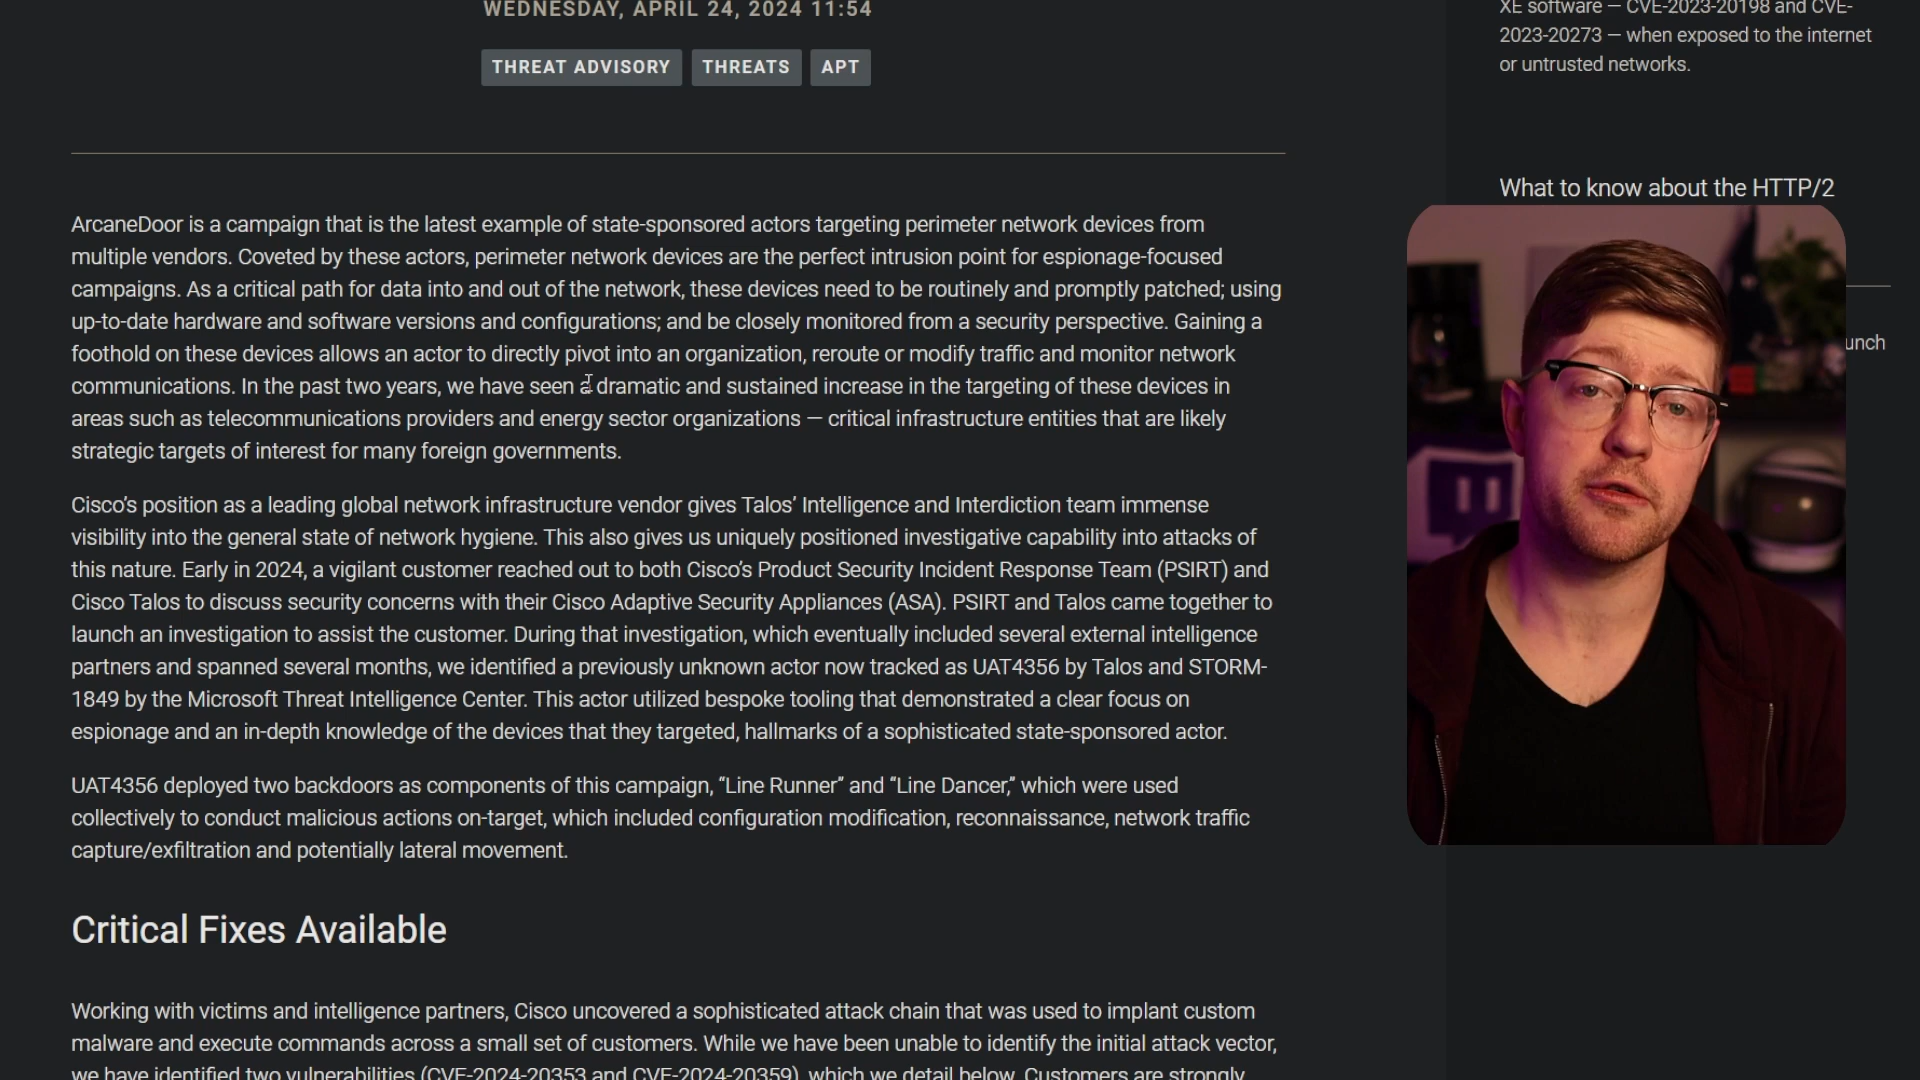 WEDNESDAY, APRIL 24, 2024 11:54
THREAT ADVISORY THREATS APT
ArcaneDoor is a campaign that is the latest example of state-sponsored actors targeting perimeter network devices from
multiple vendors. Coveted by these actors, perimeter network devices are the perfect intrusion point for espionage-focused
campaigns. As a critical path for data into and out of the network, these devices need to be routinely and promptly patched; using
up-to-date hardware and software versions and configurations; and be closely monitored from a security perspective. Gaining a
foothold on these devices allows an actor to directly pivot into an organization, reroute or modify traffic and monitor network
communications. In the past two years, we have seen a dramatic and sustained increase in the targeting of these devices in
areas such as telecommunications providers and energy sector organizations — critical infrastructure entities that are likely
strategic targets of interest for many foreign governments.
Cisco’s position as a leading global network infrastructure vendor gives Talos’ Intelligence and Interdiction team immense
visibility into the general state of network hygiene. This also gives us uniquely positioned investigative capability into attacks of
this nature. Early in 2024, a vigilant customer reached out to both Cisco’s Product Security Incident Response Team (PSIRT) and
Cisco Talos to discuss security concerns with their Cisco Adaptive Security Appliances (ASA). PSIRT and Talos came together to
launch an investigation to assist the customer. During that investigation, which eventually included several external intelligence
partners and spanned several months, we identified a previously unknown actor now tracked as UAT4356 by Talos and STORM-
1849 by the Microsoft Threat Intelligence Center. This actor utilized bespoke tooling that demonstrated a clear focus on
espionage and an in-depth knowledge of the devices that they targeted, hallmarks of a sophisticated state-sponsored actor.
UAT4356 deployed two backdoors as components of this campaign, “Line Runner” and “Line Dancer,” which were used
collectively to conduct malicious actions on-target, which included configuration modification, reconnaissance, network traffic
capture/exfiltration and potentially lateral movement.
Critical Fixes Available
Working with victims and intelligence partners, Cisco uncovered a sophisticated attack chain that was used to implant custom
malware and execute commands across a small set of customers. While we have been unable to identify the initial attack vector,
we have identified two vulnerabilities (CVE-2024-20353 and CVE-2024-20359), which we detail below. Customers are strongly
XE software — CVE-2023-20198 and CVE-
2023-20273 — when exposed to the internet
or untrusted networks.
What to know about the HTTP/2
unch